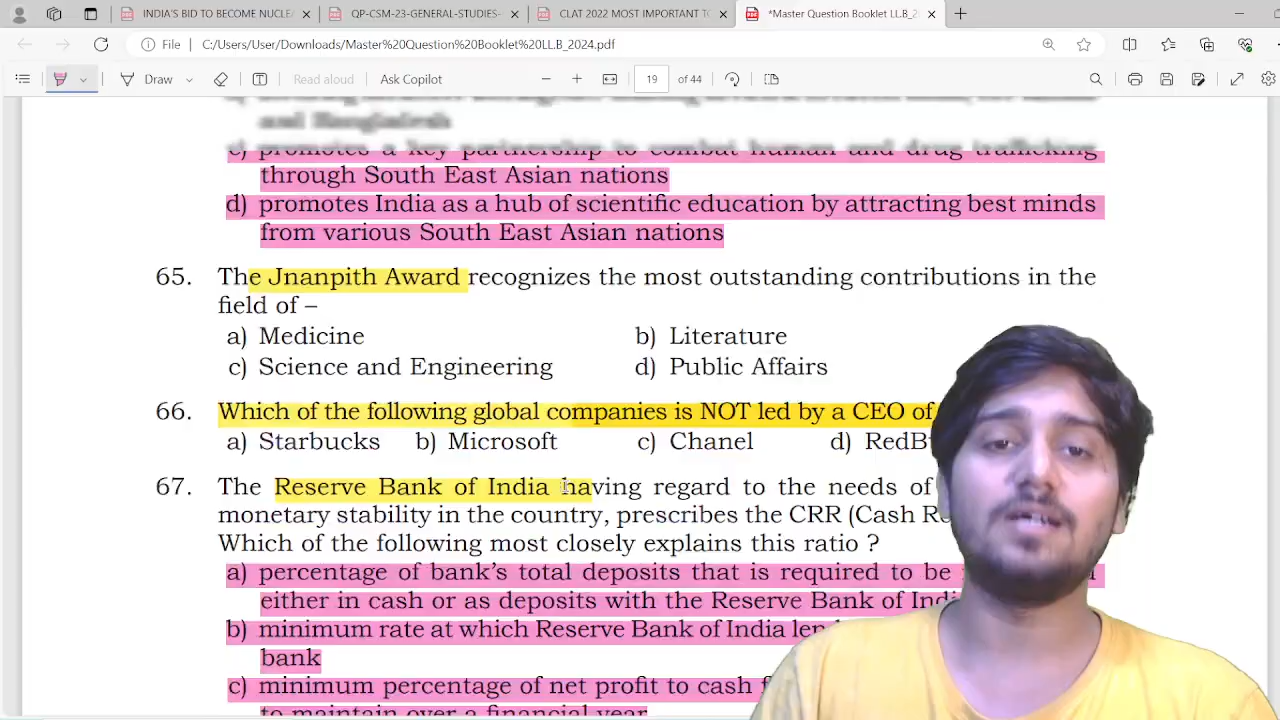 INDIA'S BID TO BECOME NUCLE
QP-CSM-23-GENERAL-STUDIES-
CLAT 2022 MOST IMPORTANT TO
*Master Question Booklet LL.B_2
File
C:/Users/User/Downloads/Master%20Question%20Booklet%20LL.B_2024.pdf
Draw
Read aloud
Ask Copilot
19 of 44
and Bangladesh
c) promotes a key partnership to combat human and drug trafficking
through South East Asian nations
d) promotes India as a hub of scientific education by attracting best minds
from various South East Asian nations
65. The Jnanpith Award recognizes the most outstanding contributions in the
field of –
a) Medicine b) Literature
c) Science and Engineering d) Public Affairs
66. Which of the following global companies is NOT led by a CEO of
a) Starbucks b) Microsoft c) Chanel d) RedB
67. The Reserve Bank of India having regard to the needs of
monetary stability in the country, prescribes the CRR (Cash Re
Which of the following most closely explains this ratio ?
a) percentage of bank's total deposits that is required to be
either in cash or as deposits with the Reserve Bank of Indi
b) minimum rate at which Reserve Bank of India len
bank
c) minimum percentage of net profit to cash f
to maintain over a financial year